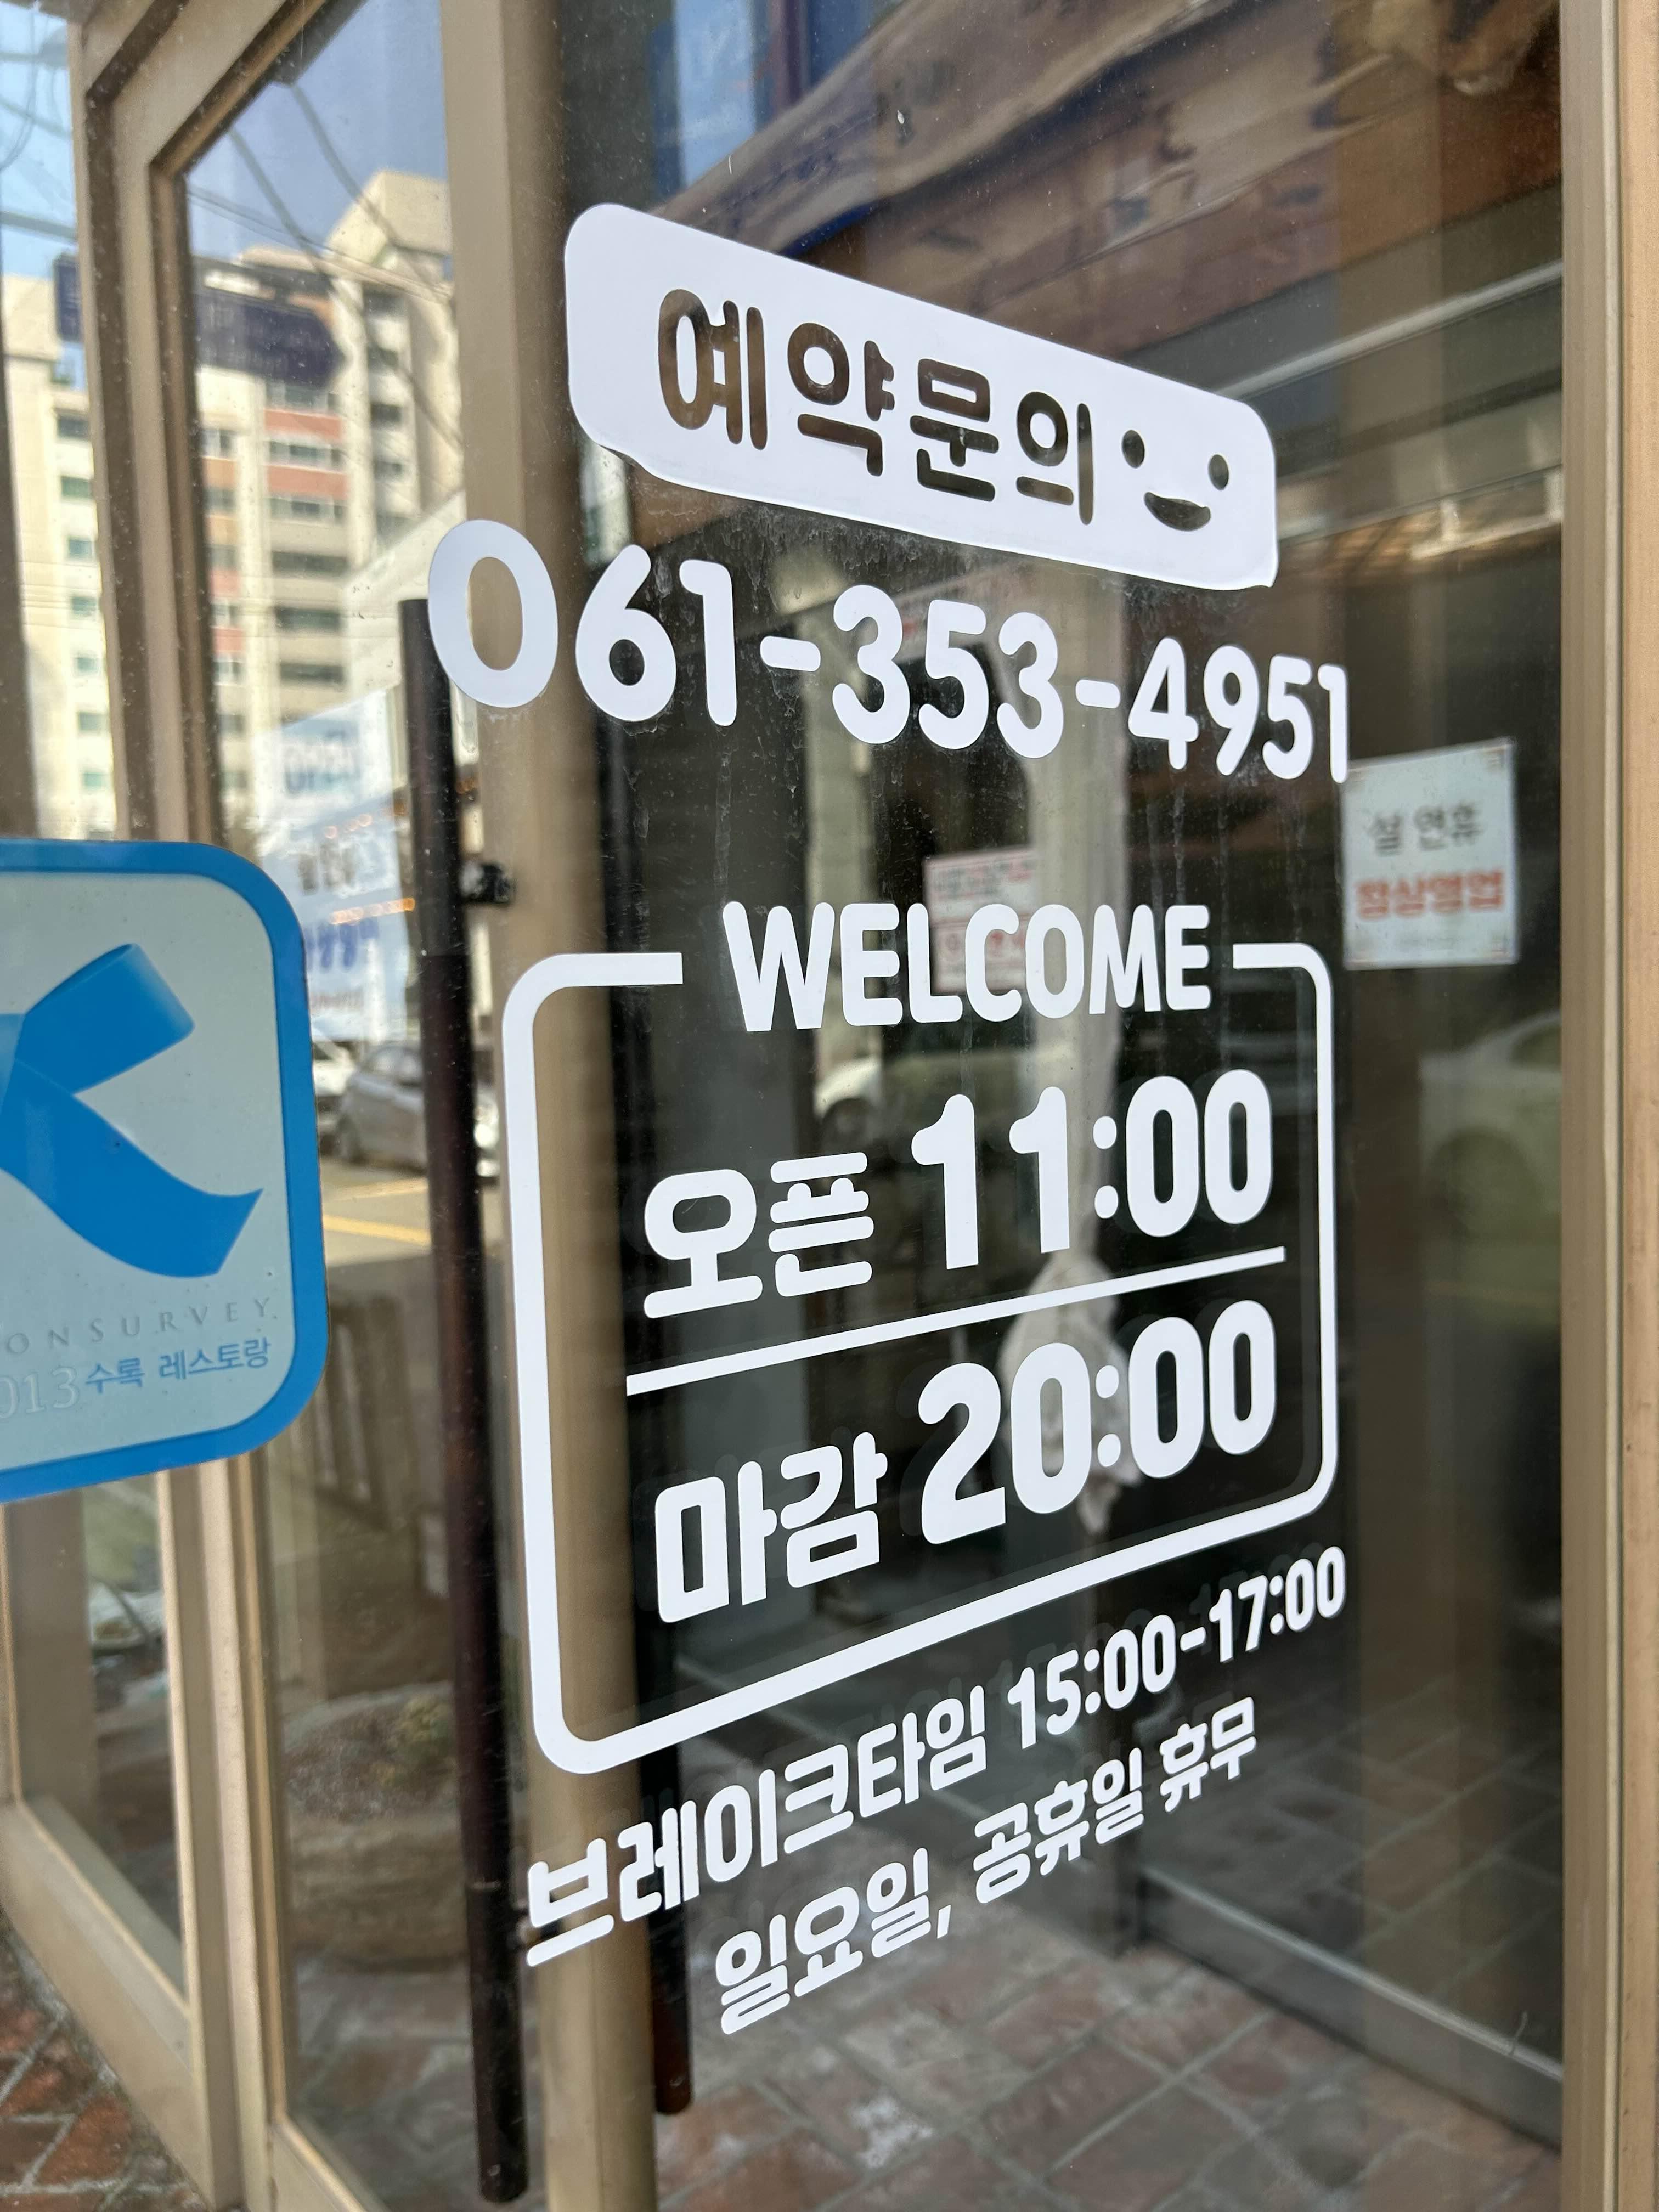 예약문의
061-353-4951
설 연휴
정상영업
WELCOME
오픈 11:00
마감 20:00
브레이크타임 15:00-17:00
일요일, 공휴일 휴무
ONSURVEY
013 수록 레스토랑